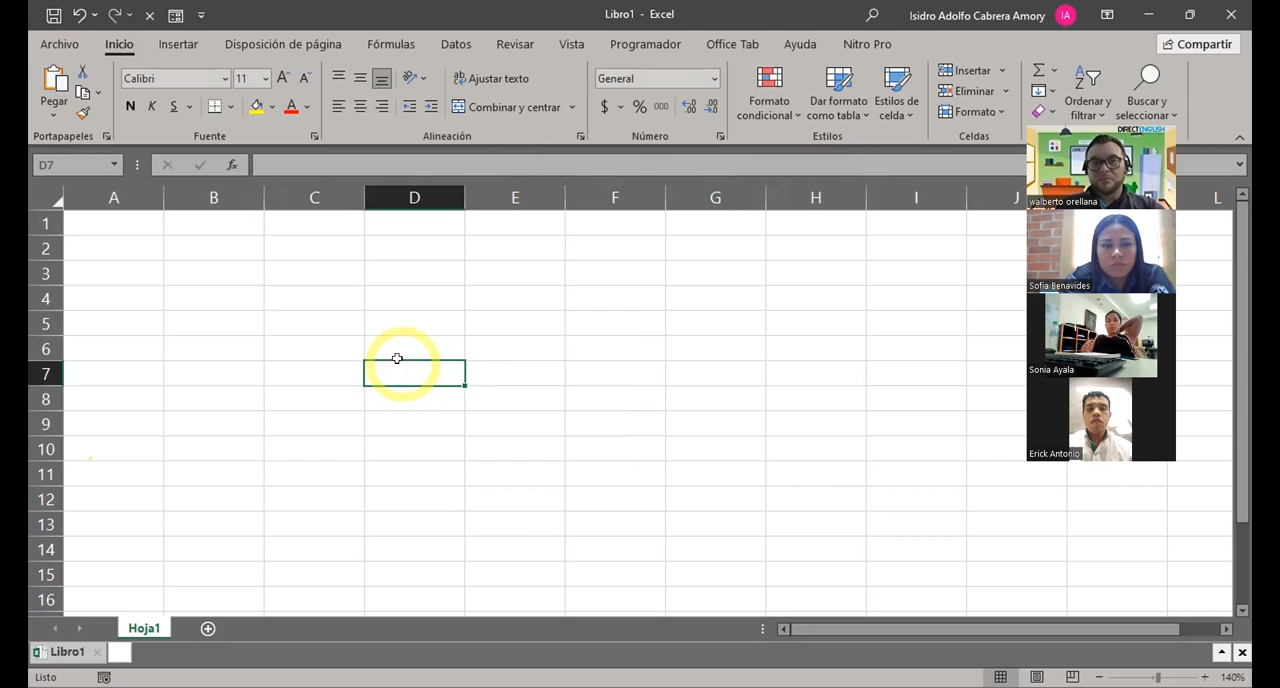 Libro1 - Excel
Isidro Adolfo Cabrera Amory
IA
Archivo
Inicio
Insertar
Disposición de página
Fórmulas
Datos
Revisar
Vista
Programador
Office Tab
Ayuda
Nitro Pro
Compartir
Pegar
Calibri
11
N K S
Ajustar texto
Combinar y centrar
General
$ % 000
Formato condicional
Dar formato como tabla
Estilos de celda
Insertar
Eliminar
Formato
Ordenar y filtrar
Buscar y seleccionar
Portapapeles
Fuente
Alineación
Número
Estilos
Celdas
D7
fx
A B C D E F G H I J L
1
2
3
4
5
6
7
8
9
10
11
12
13
14
15
16
DIRECTENGLISH
walberto orellana
Sofia Benavides
Sonia Ayala
Erick Antonio
Hoja1
Libro1
Listo
140%